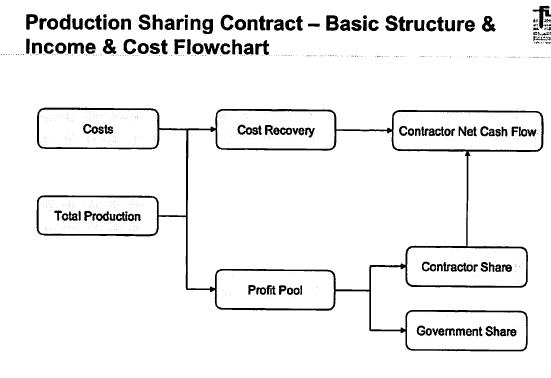 Production Sharing Contract – Basic Structure &
Income & Cost Flowchart
Costs
Cost Recovery
Contractor Net Cash Flow
Total Production
Contractor Share
Profit Pool
Government Share